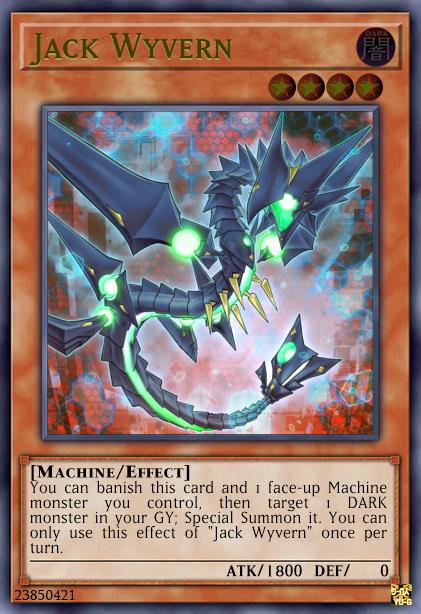 Jack Wyvern
DARK
闇
[Machine/Effect]
You can banish this card and 1 face-up Machine
monster you control, then target 1 DARK
monster in your GY; Special Summon it. You can
only use this effect of "Jack Wyvern" once per
turn.
ATK/1800 DEF/ 0
23850421